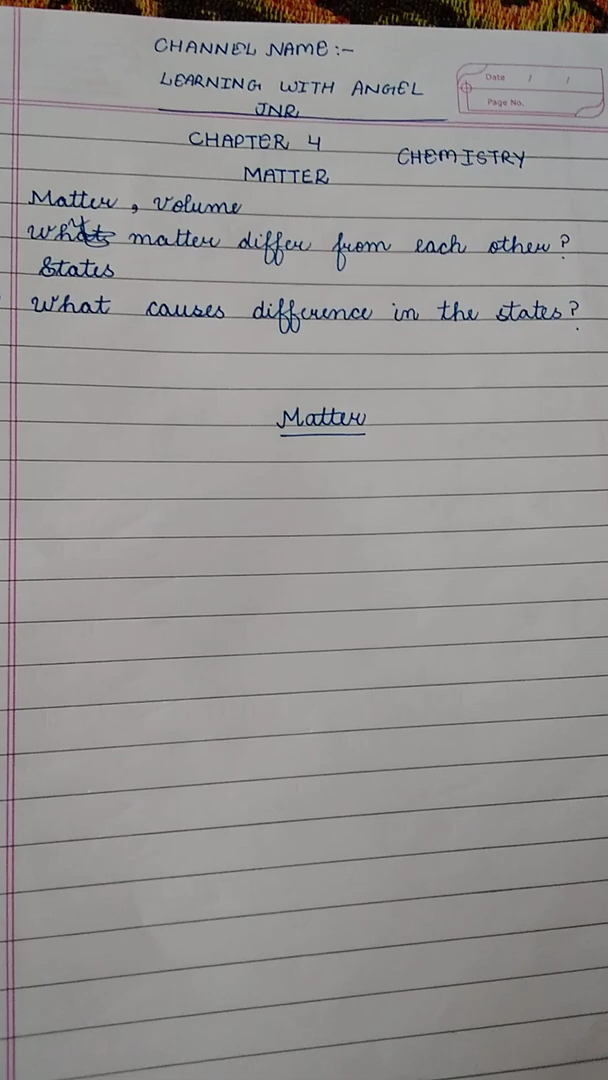 CHANNEL NAME :-
LEARNING WITH ANGEL
JNR
Date / /
Page No.
CHAPTER 4 CHEMISTRY
MATTER
Matter , Volume
Why matter differ from each other ?
States
What causes difference in the states ?
Matter